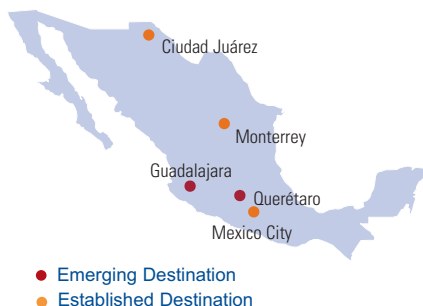 Ciudad Juárez
Monterrey
Guadalajara
Querétaro
Mexico City
Emerging Destination
Established Destination